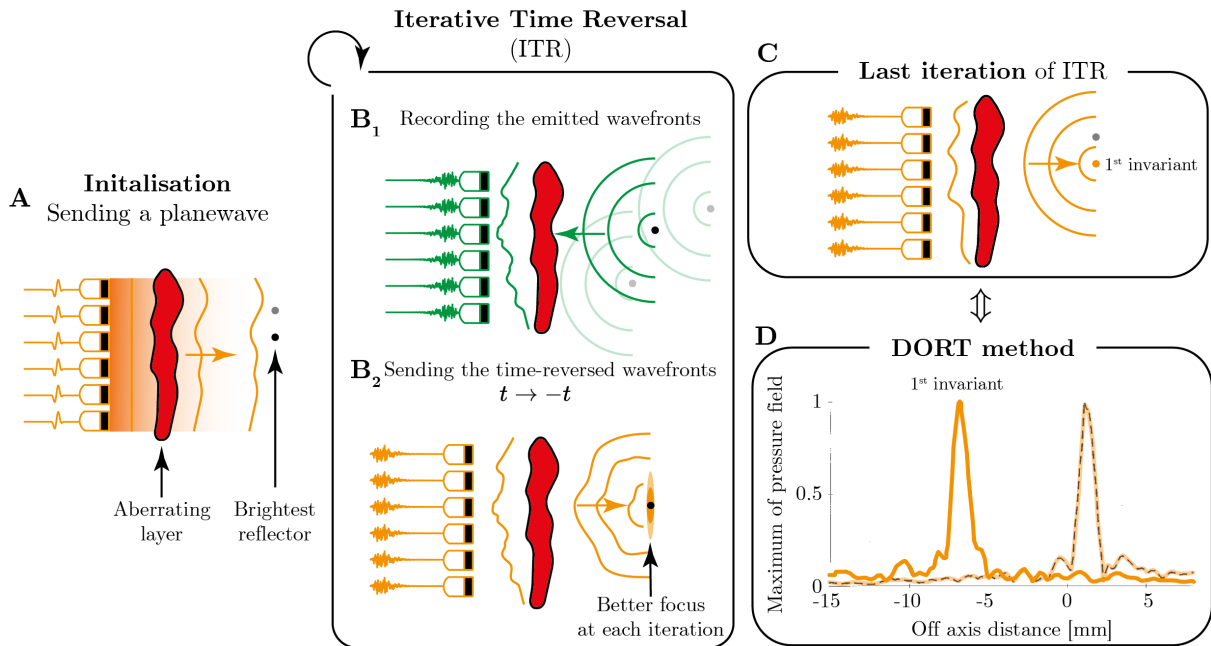 A
Initalisation
Sending a planewave
Aberrating
layer
Brightest
reflector
Iterative Time Reversal
(ITR)
B1 Recording the emitted wavefronts
B2 Sending the time-reversed wavefronts
t → −t
Better focus
at each iteration
C
Last iteration of ITR
1st invariant
D
DORT method
1st invariant
Maximum of pressure field
1
0.5
0
-15 -10 -5 0 5
Off axis distance [mm]